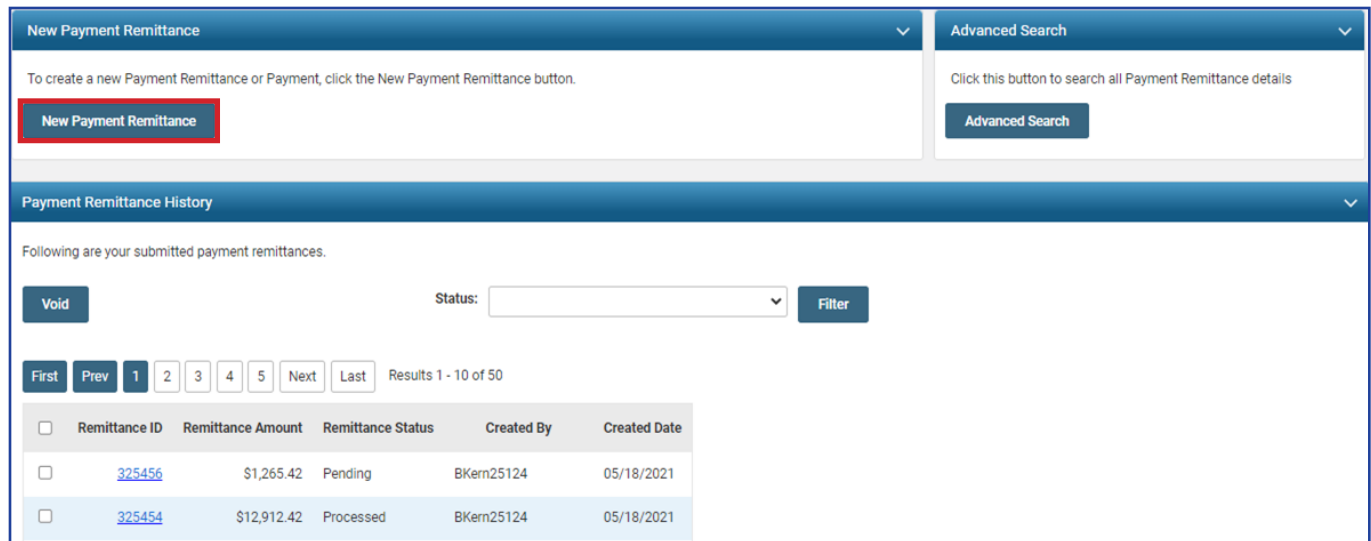 New Payment Remittance
To create a new Payment Remittance or Payment, click the New Payment Remittance button.
New Payment Remittance
Advanced Search
Click this button to search all Payment Remittance details
Advanced Search
Payment Remittance History
Following are your submitted payment remittances.
Void Status: Filter
First Prev 1 2 3 4 5 Next Last Results 1 - 10 of 50
Remittance ID Remittance Amount Remittance Status Created By Created Date
325456 $1,265.42 Pending BKern25124 05/18/2021
325454 $12,912.42 Processed BKern25124 05/18/2021